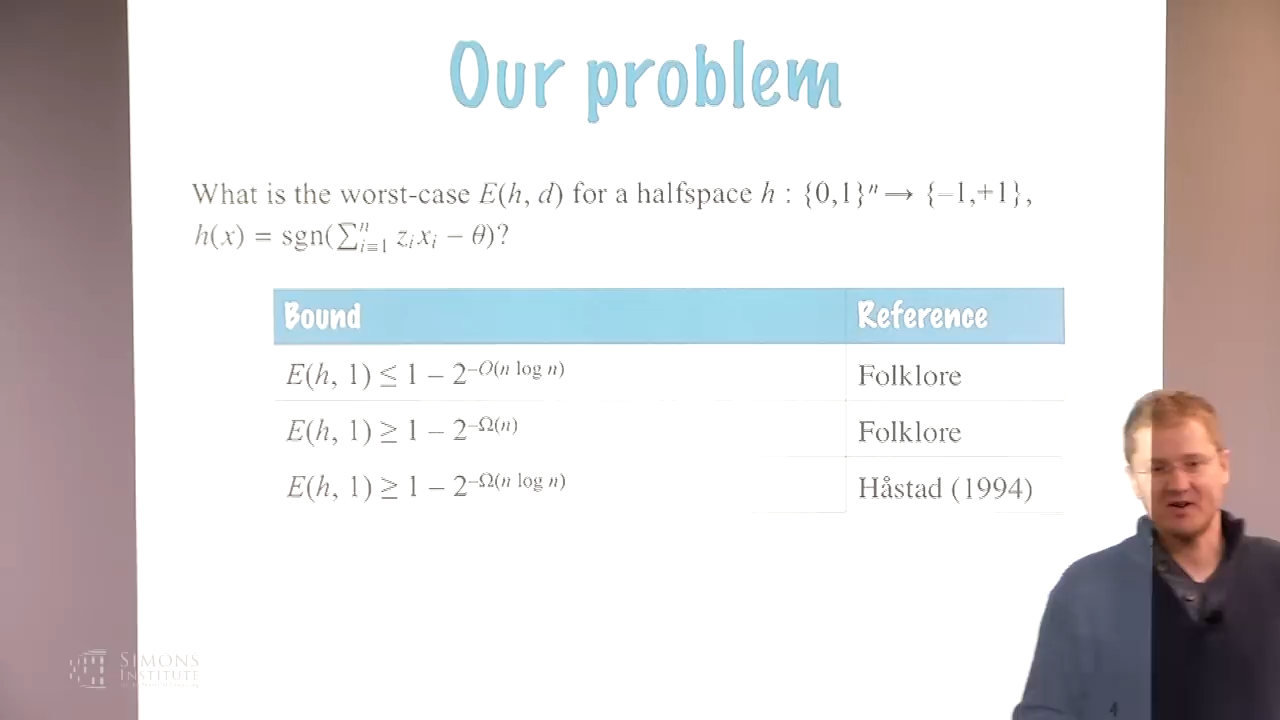 Our problem
What is the worst-case E(h, d) for a halfspace h : {0,1}ⁿ → {–1,+1},
h(x) = sgn(∑ⁿᵢ₌₁ zᵢxᵢ − θ)?
Bound Reference
E(h, 1) ≤ 1 – 2^{–O(n log n)} Folklore
E(h, 1) ≥ 1 – 2^{–Ω(n)} Folklore
E(h, 1) ≥ 1 – 2^{–Ω(n log n)} Håstad (1994)
SIMONS
INSTITUTE
4